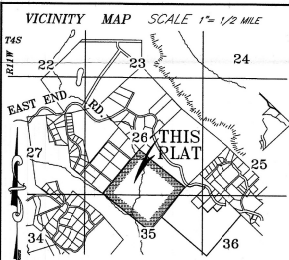 VICINITY MAP SCALE 1"= 1/2 MILE
T4S
R11W
22
23
24
EAST END RD.
26
THIS
PLAT
27
25
34
35
36